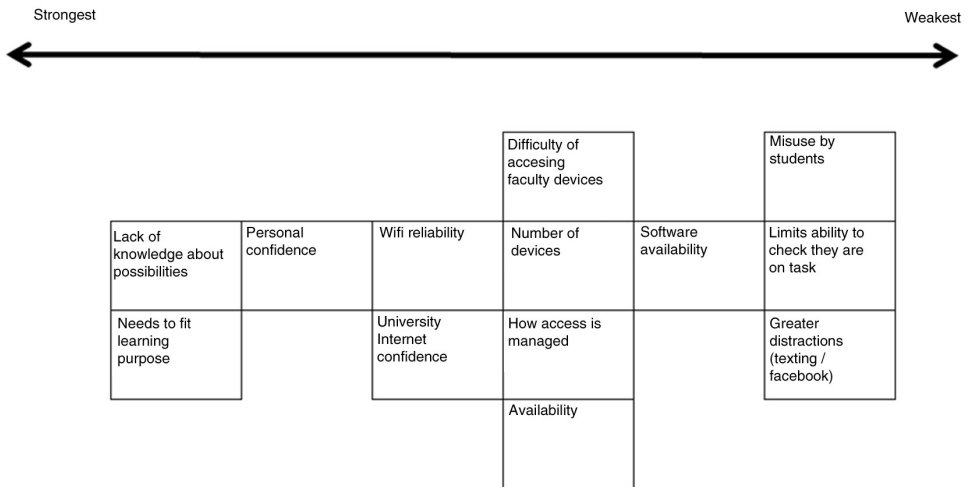 Strongest
Weakest
Difficulty of
accesing
faculty devices
Misuse by
students
Lack of
knowledge about
possibilities
Personal
confidence
Wifi reliability
Number of
devices
Software
availability
Limits ability to
check they are
on task
Needs to fit
learning
purpose
University
Internet
confidence
How access is
managed
Greater
distractions
(texting /
facebook)
Availability